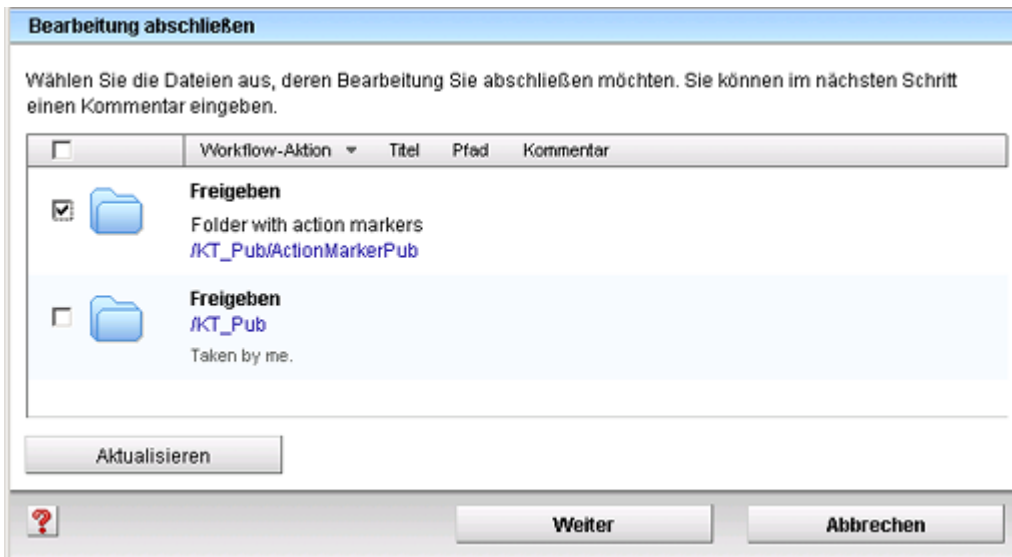 Bearbeitung abschließen
Wählen Sie die Dateien aus, deren Bearbeitung Sie abschließen möchten. Sie können im nächsten Schritt
einen Kommentar eingeben.
Workflow-Aktion Titel Pfad Kommentar
Freigeben
Folder with action markers
/KT_Pub/ActionMarkerPub
Freigeben
/KT_Pub
Taken by me.
Aktualisieren
? Weiter Abbrechen